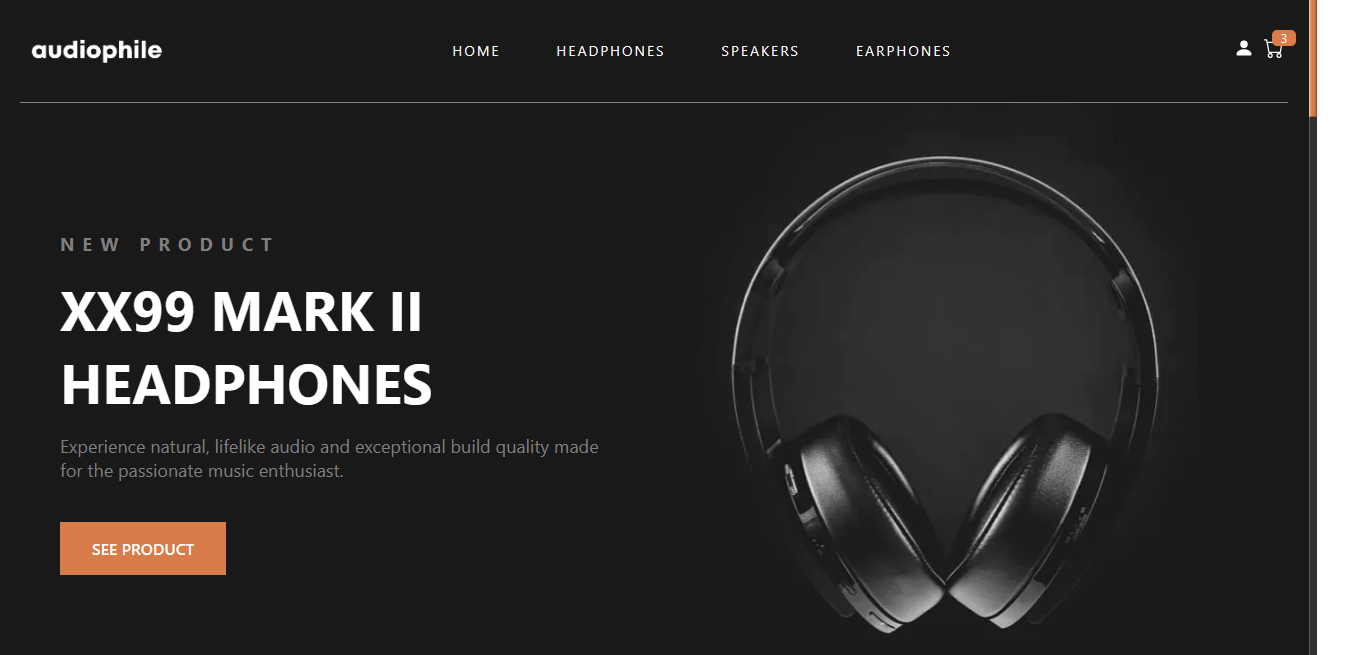 audiophile
HOME
HEADPHONES
SPEAKERS
EARPHONES
3
NEW PRODUCT
XX99 MARK II
HEADPHONES
Experience natural, lifelike audio and exceptional build quality made
for the passionate music enthusiast.
SEE PRODUCT